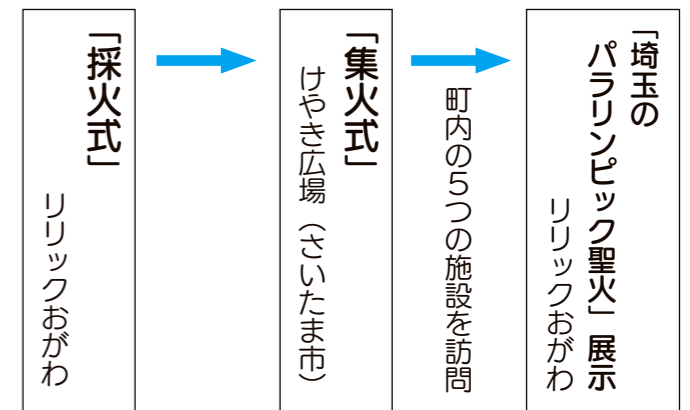 「採火式」
リリックおがわ
「集火式」
けやき広場（さいたま市）
町内の５つの施設を訪問
「埼玉の
パラリンピック聖火」展示
リリックおがわ